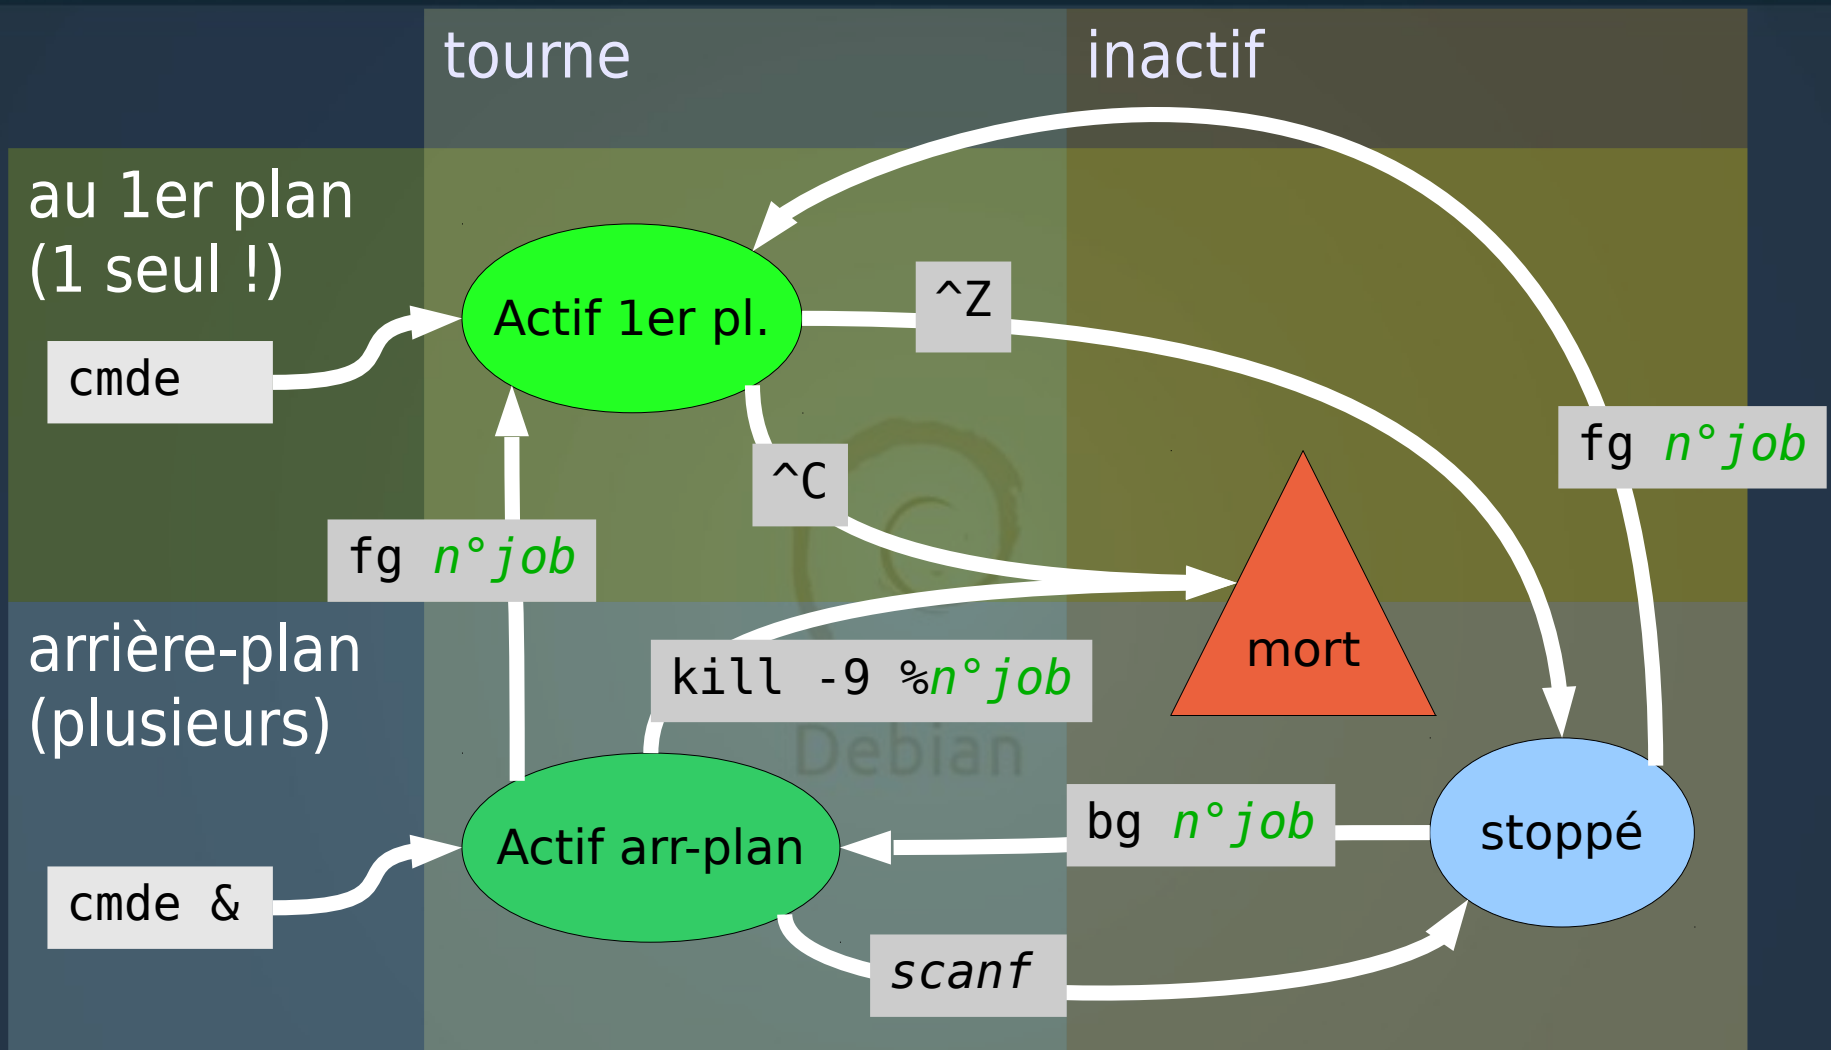 tourne
inactif
au 1er plan
(1 seul !)
Actif 1er pl.
^Z
cmde
fg n°job
^C
fg n°job
mort
arrière-plan
(plusieurs)
kill -9 %n°job
Debian
bg n°job
stoppé
Actif arr-plan
cmde &
scanf